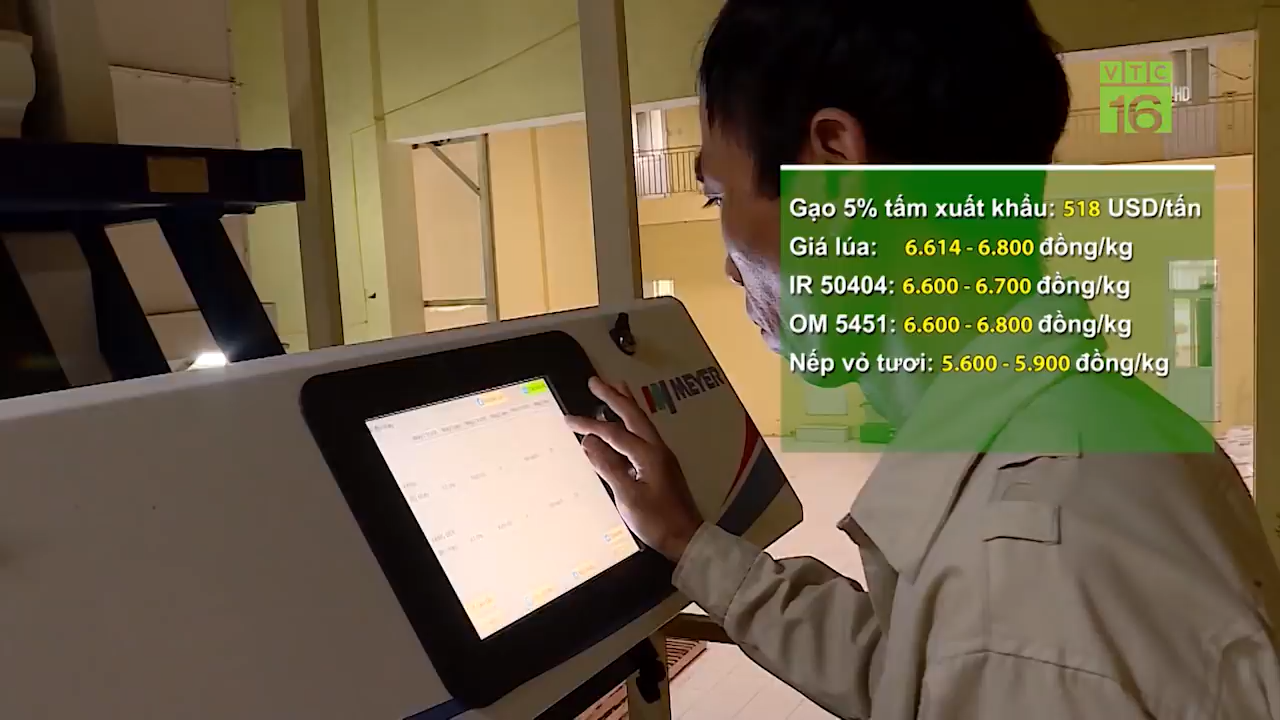 VTC
16
HD
Gạo 5% tấm xuất khẩu: 518 USD/tấn
Giá lúa: 6.614 - 6.800 đồng/kg
IR 50404: 6.600 - 6.700 đồng/kg
OM 5451: 6.600 - 6.800 đồng/kg
Nếp vỏ tươi: 5.600 - 5.900 đồng/kg
MEYER